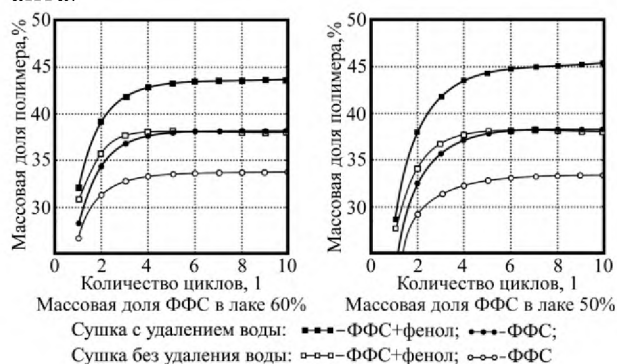 50
45
40
35
30
0 2 4 6 8 10
Массовая доля полимера,%
Количество циклов, 1
Массовая доля ФФС в лаке 60%
50
45
40
35
30
0 2 4 6 8 10
Массовая доля полимера,%
Количество циклов, 1
Массовая доля ФФС в лаке 50%
Сушка с удалением воды: –ФФС+фенол; –ФФС;
Сушка без удаления воды: –ФФС+фенол; –ФФС